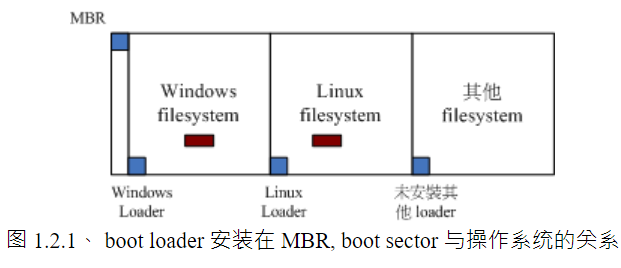 MBR
Windows
filesystem
Linux
filesystem
其他
filesystem
Windows
Loader
Linux
Loader
未安裝其
他 loader
图 1.2.1、 boot loader 安装在 MBR, boot sector 与操作系统的关系